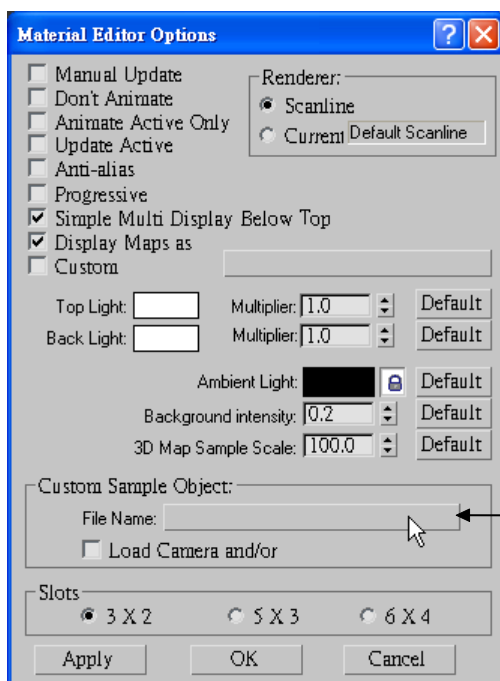 Material Editor Options
Manual Update
Don't Animate
Animate Active Only
Update Active
Anti-alias
Progressive
Simple Multi Display Below Top
Display Maps as
Custom
Renderer:
Scanline
Current Default Scanline
Top Light: Multiplier: 1.0 Default
Back Light: Multiplier: 1.0 Default
Ambient Light: Default
Background intensity: 0.2 Default
3D Map Sample Scale: 100.0 Default
Custom Sample Object:
File Name:
Load Camera and/or
Slots
3 X 2 5 X 3 6 X 4
Apply OK Cancel